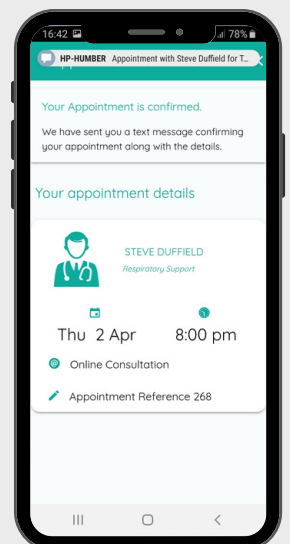 16:42 78%
HP-HUMBER Appointment with Steve Duffield for T...
Your Appointment is confirmed.
We have sent you a text message confirming
your appointment along with the details.
Your appointment details
STEVE DUFFIELD
Respiratory Support
Thu 2 Apr 8:00 pm
Online Consultation
Appointment Reference 268